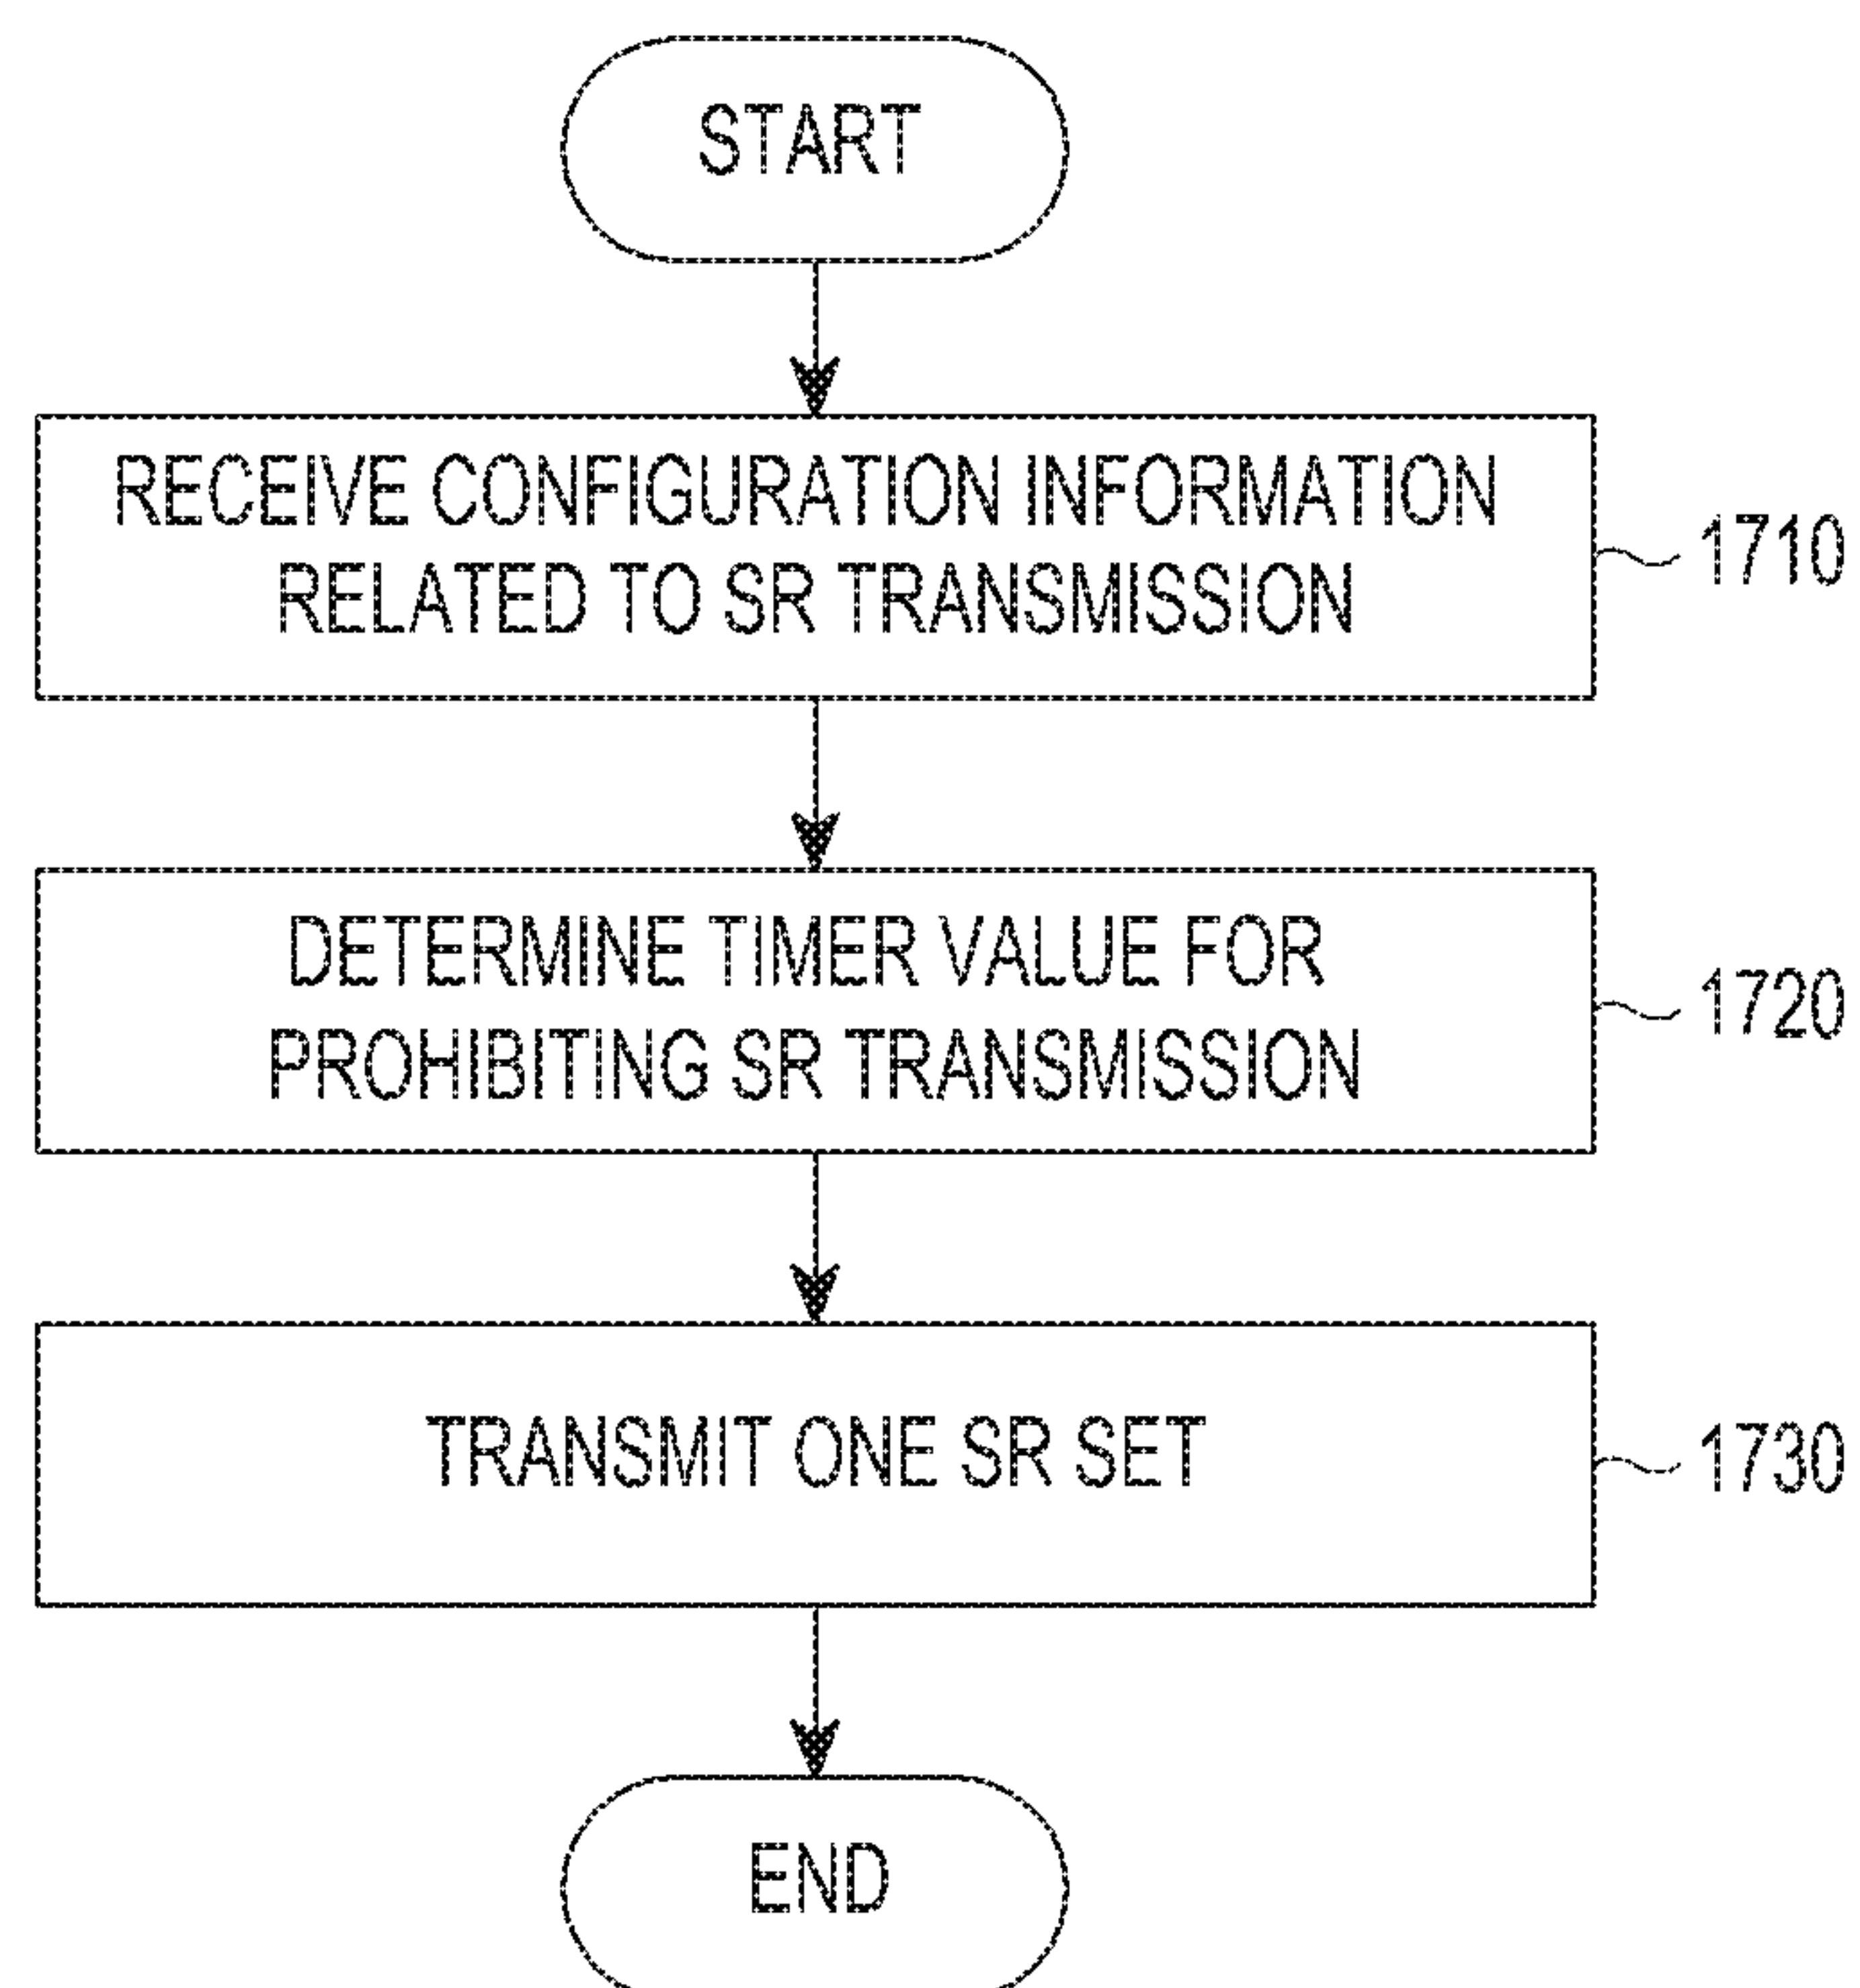 START
RECEIVE CONFIGURATION INFORMATION
RELATED TO SR TRANSMISSION
1710
DETERMINE TIMER VALUE FOR
PROHIBITING SR TRANSMISSION
1720
TRANSMIT ONE SR SET
1730
END